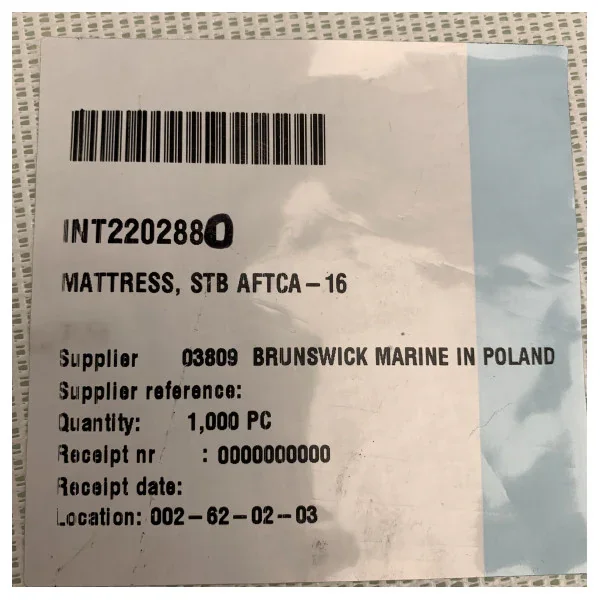 INT2202880
MATTRESS, STB AFTCA-16
Supplier 03809 BRUNSWICK MARINE IN POLAND
Supplier reference:
Quantity: 1,000 PC
Receipt nr : 0000000000
Receipt date:
Location: 002-62-02-03